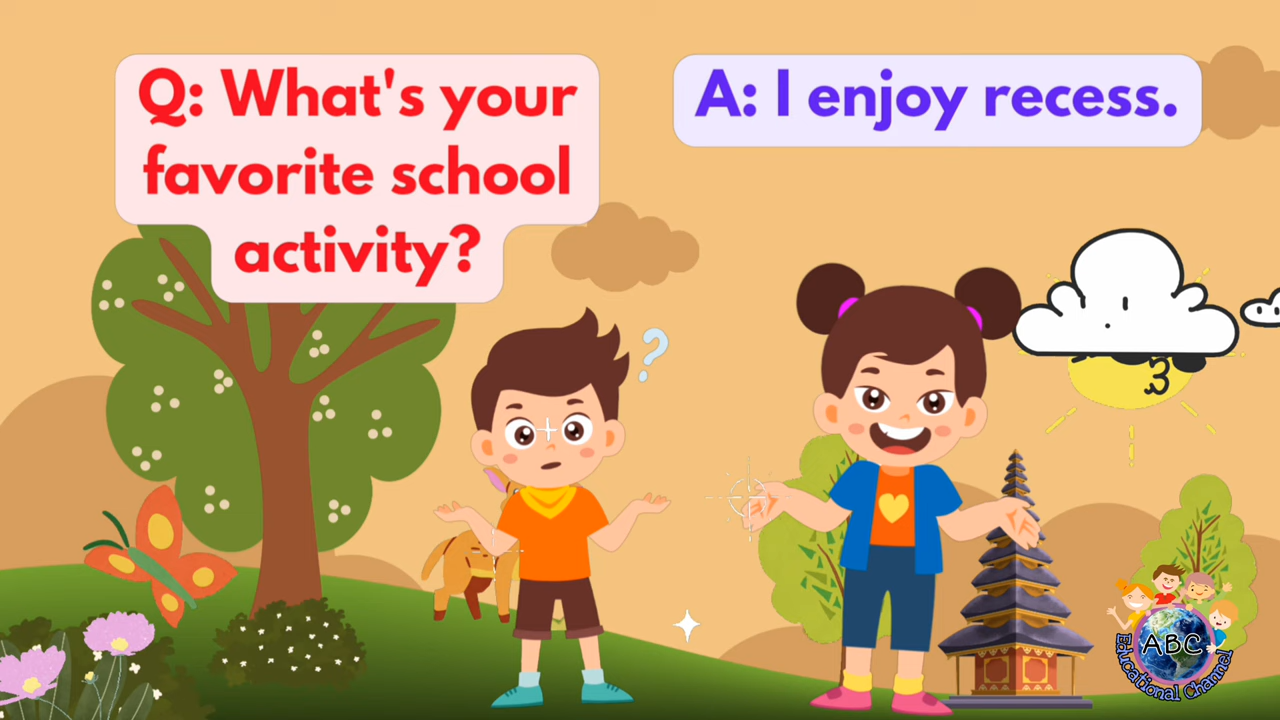 Q: What's your
favorite school
activity?
A: I enjoy recess.
ABC
Educational Channel